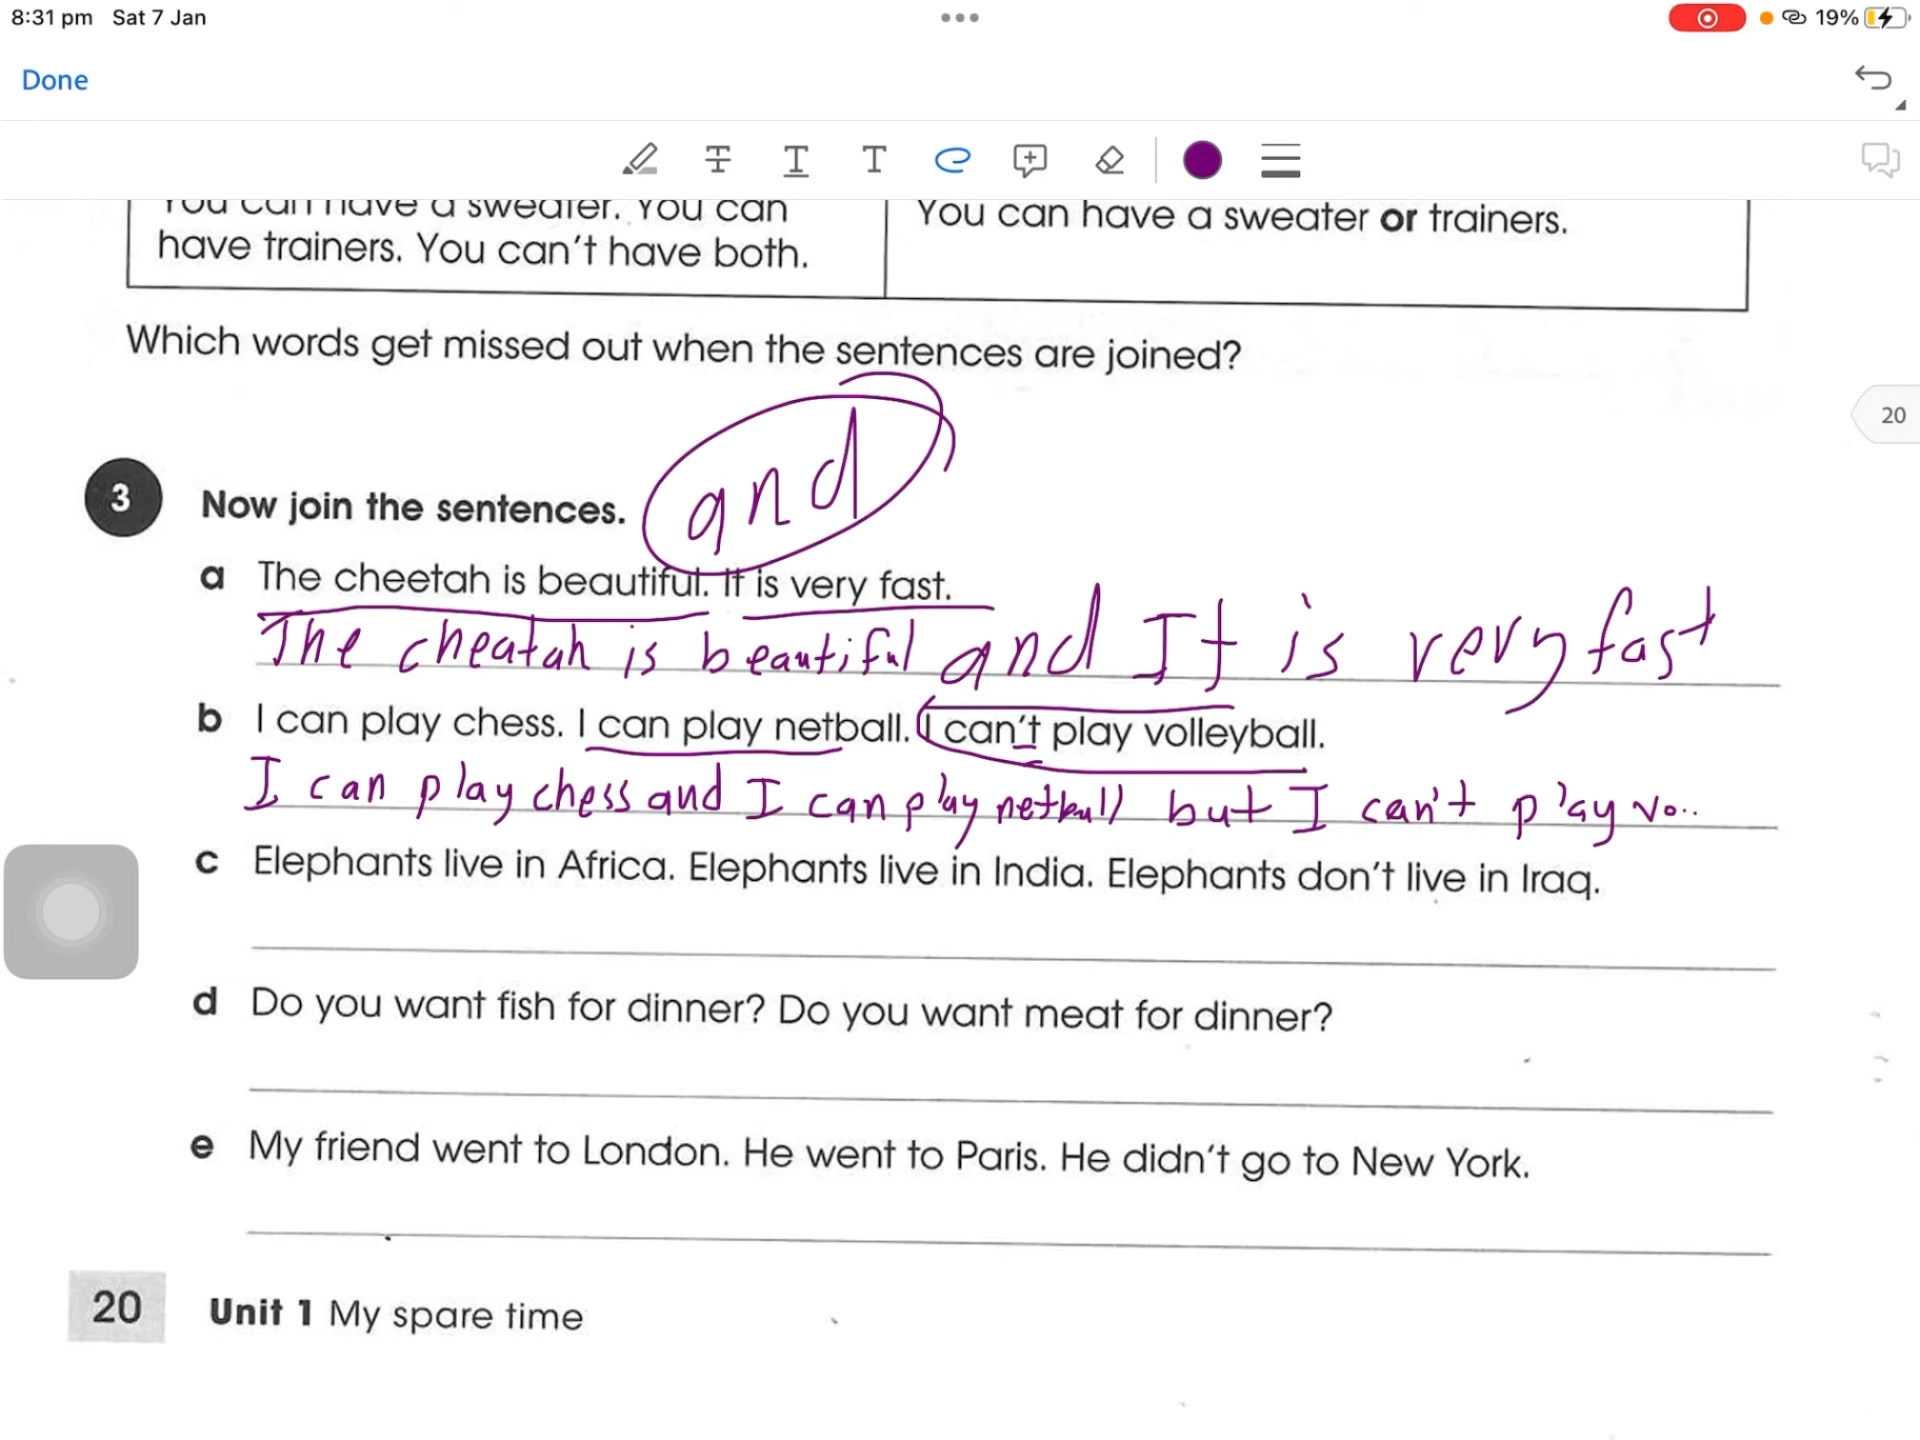 8:31 pm Sat 7 Jan
19%
Done
T T T
You can have a sweater. You can
have trainers. You can't have both.
You can have a sweater or trainers.
Which words get missed out when the sentences are joined?
20
and
3 Now join the sentences.
a The cheetah is beautiful. It is very fast.
The cheatah is beautiful and It is very fast
b I can play chess. I can play netball. I can't play volleyball.
I can play chess and I can play netball but I can't play vo..
c Elephants live in Africa. Elephants live in India. Elephants don't live in Iraq.
d Do you want fish for dinner? Do you want meat for dinner?
e My friend went to London. He went to Paris. He didn't go to New York.
20 Unit 1 My spare time